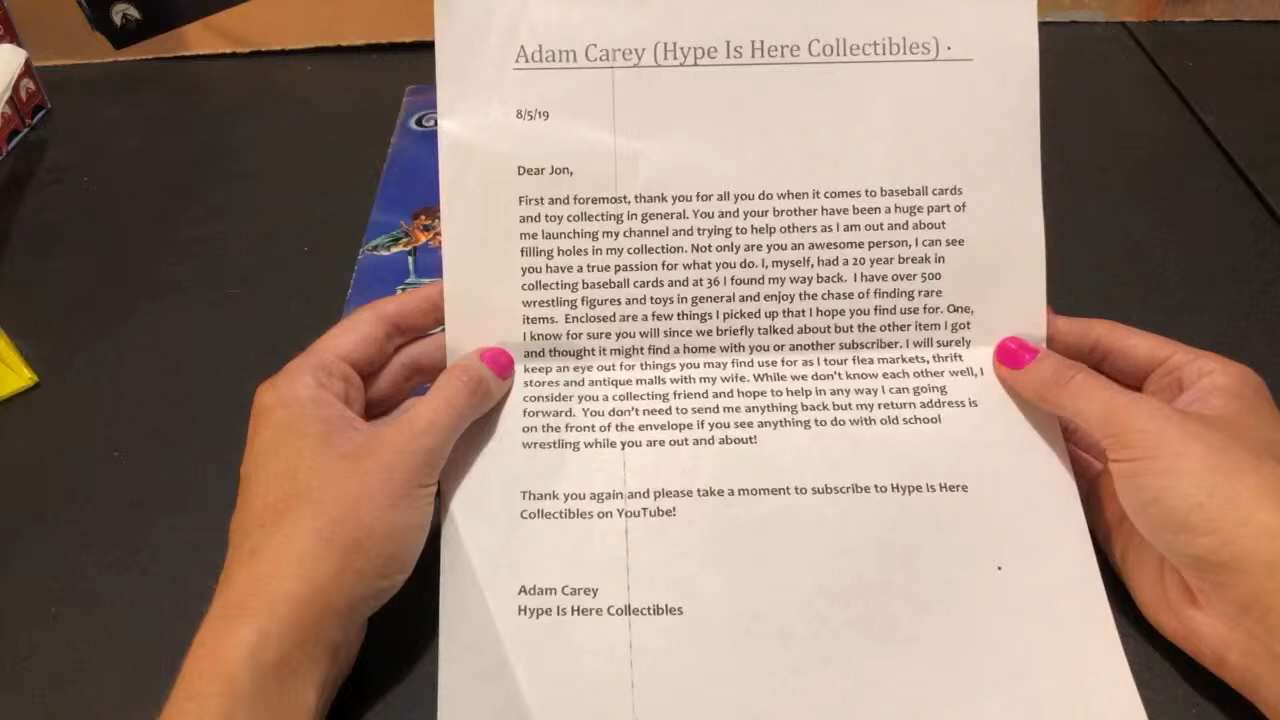 Adam Carey (Hype Is Here Collectibles) ·
8/5/19
Dear Jon,
First and foremost, thank you for all you do when it comes to baseball cards
and toy collecting in general. You and your brother have been a huge part of
me launching my channel and trying to help others as I am out and about
filling holes in my collection. Not only are you an awesome person, I can see
you have a true passion for what you do. I, myself, had a 20 year break in
collecting baseball cards and at 36 I found my way back. I have over 500
wrestling figures and toys in general and enjoy the chase of finding rare
items. Enclosed are a few things I picked up that I hope you find use for. One,
I know for sure you will since we briefly talked about but the other item I got
and thought it might find a home with you or another subscriber. I will surely
keep an eye out for things you may find use for as I tour flea markets, thrift
stores and antique malls with my wife. While we don't know each other well, I
consider you a collecting friend and hope to help in any way I can going
forward. You don't need to send me anything back but my return address is
on the front of the envelope if you see anything to do with old school
wrestling while you are out and about!
Thank you again and please take a moment to subscribe to Hype Is Here
Collectibles on YouTube!
Adam Carey
Hype Is Here Collectibles